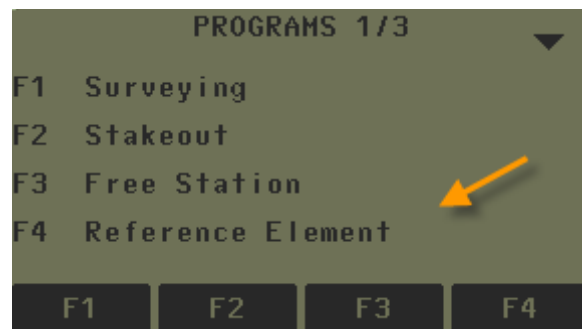 PROGRAMS 1/3
F1 Surveying
F2 Stakeout
F3 Free Station
F4 Reference Element
F1 F2 F3 F4